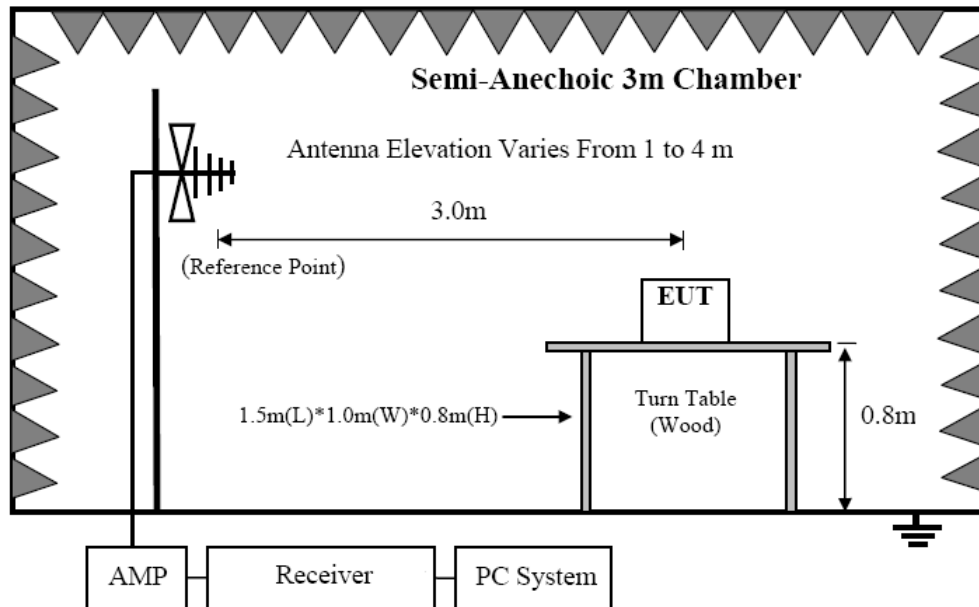 Semi-Anechoic 3m Chamber
Antenna Elevation Varies From 1 to 4 m
3.0m
(Reference Point)
EUT
1.5m(L)*1.0m(W)*0.8m(H)
Turn Table
(Wood)
0.8m
AMP
Receiver
PC System